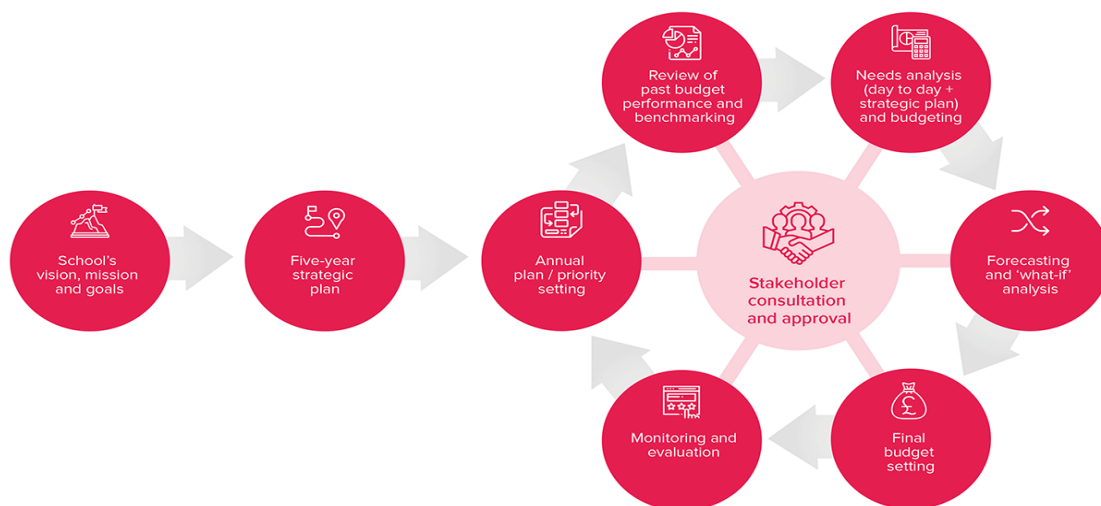 School's
vision, mission
and goals
Five-year
strategic
plan
Annual
plan / priority
setting
Review of
past budget
performance and
benchmarking
Needs analysis
(day to day +
strategic plan)
and budgeting
Forecasting
and ‘what-if’
analysis
£
Final
budget
setting
Monitoring and
evaluation
Stakeholder
consultation
and approval